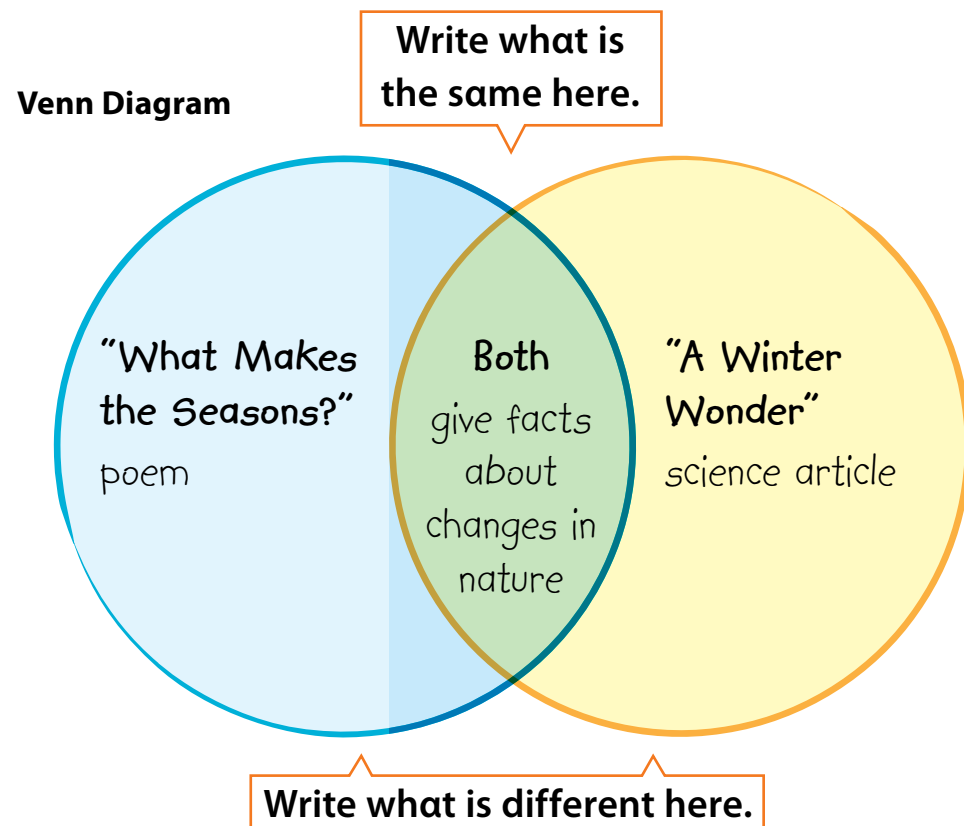 Write what is
the same here.
Venn Diagram
"What Makes
the Seasons?"
poem
Both
give facts
about
changes in
nature
"A Winter
Wonder"
science article
Write what is different here.